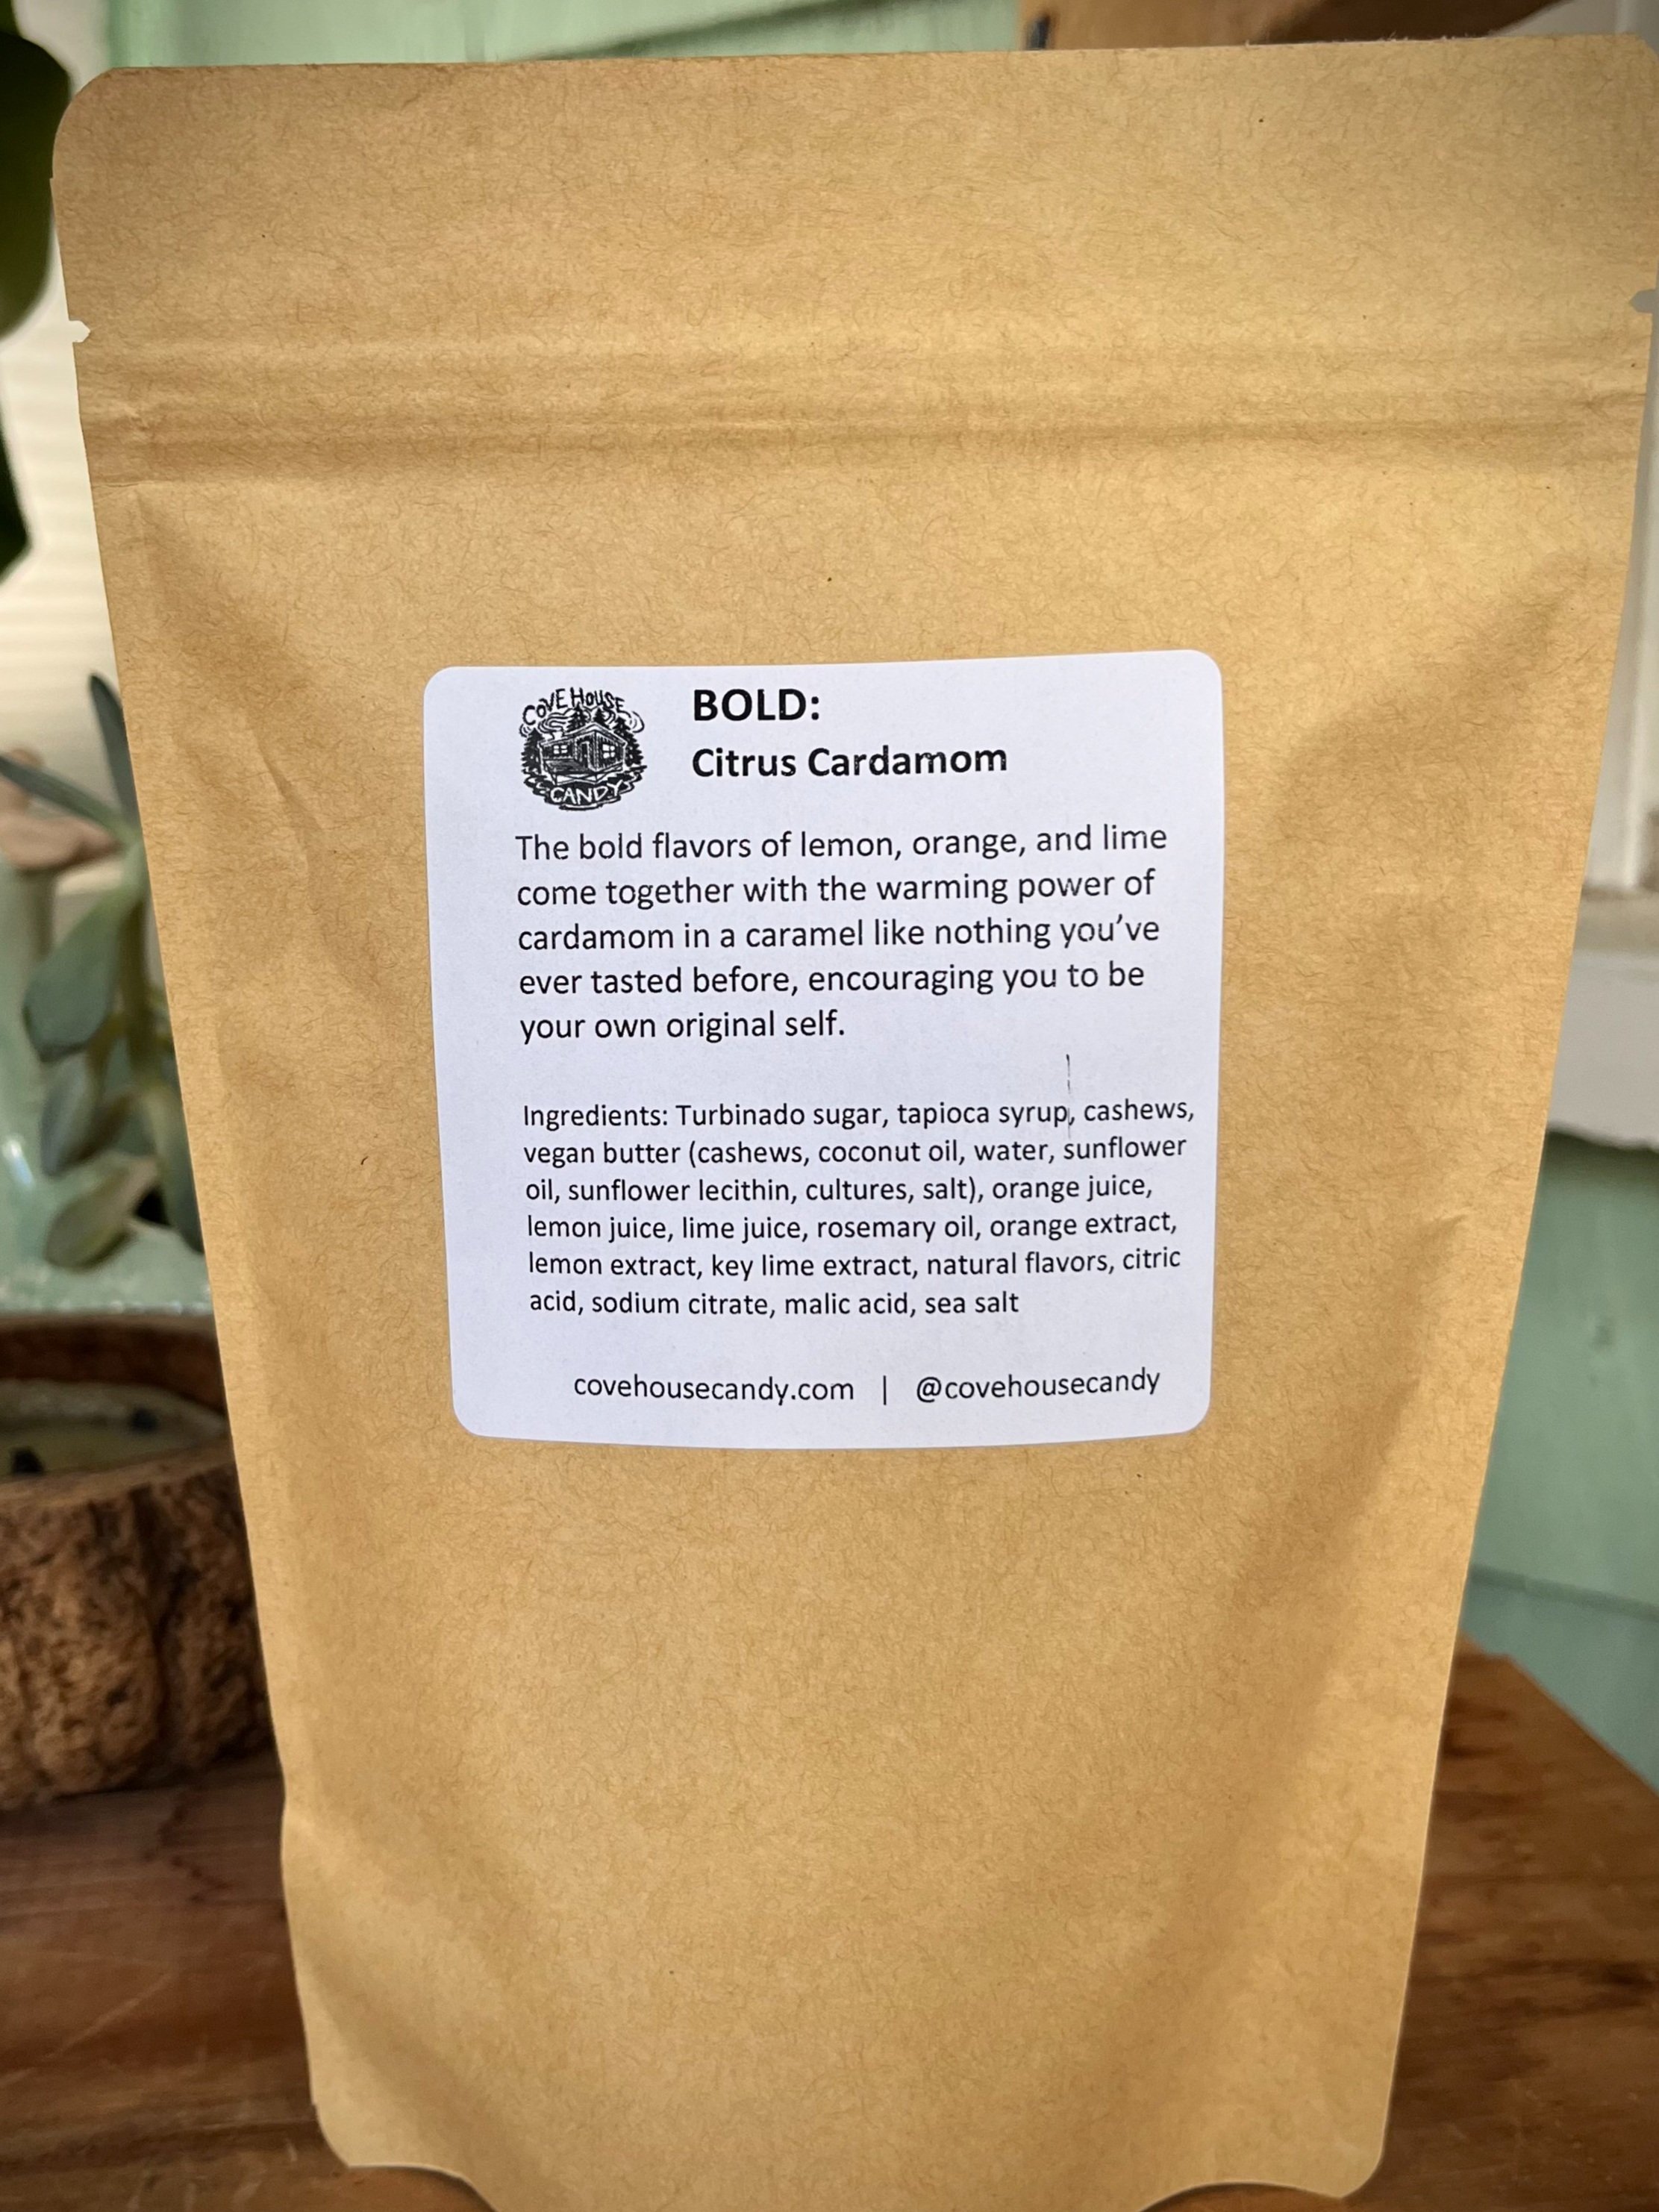 COVE HOUSE
CANDY
BOLD:
Citrus Cardamom
The bold flavors of lemon, orange, and lime
come together with the warming power of
cardamom in a caramel like nothing you've
ever tasted before, encouraging you to be
your own original self.
Ingredients: Turbinado sugar, tapioca syrup, cashews,
vegan butter (cashews, coconut oil, water, sunflower
oil, sunflower lecithin, cultures, salt), orange juice,
lemon juice, lime juice, rosemary oil, orange extract,
lemon extract, key lime extract, natural flavors, citric
acid, sodium citrate, malic acid, sea salt
covehousecandy.com | @covehousecandy